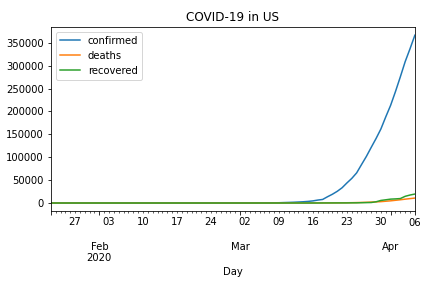 COVID-19 in US
confirmed
deaths
recovered
350000
300000
250000
200000
150000
100000
50000
0
27 03 10 17 24 02 09 16 23 30 06
Feb Mar Apr
2020
Day